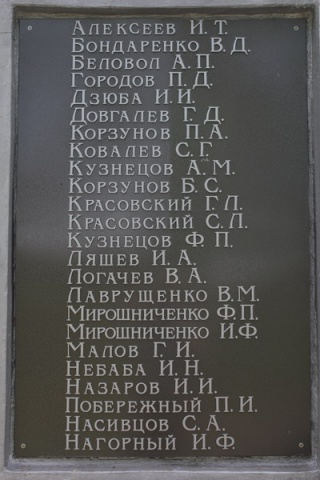 Алексеев И. Т.
Бондаренко В. Д.
Беловол А. П.
Городов П. Д.
Дзюба И. И.
Довгалев Г. Д.
Корзунов П. А.
Ковалев С. Г.
Кузнецов А. М.
Корзунов Б. С.
Красовский Г. Л.
Красовский С. Л.
Кузнецов Ф. П.
Ляшев И. А.
Логачев В. А.
Лаврущенко В. М.
Мирошниченко Ф. П.
Мирошниченко И. Ф.
Малов Г. И.
Небаба И. Н.
Назаров И. И.
Побережный П. И.
Насивцов С. А.
Нагорный И. Ф.